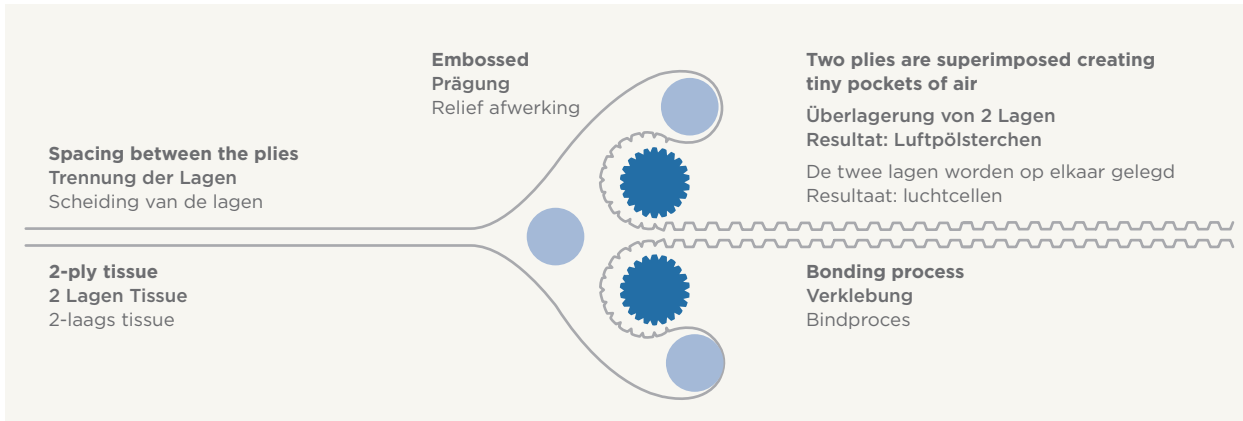 Spacing between the plies
Trennung der Lagen
Scheiding van de lagen
2-ply tissue
2 Lagen Tissue
2-laags tissue
Embossed
Prägung
Relief afwerking
Two plies are superimposed creating
tiny pockets of air
Überlagerung von 2 Lagen
Resultat: Luftpölsterchen
De twee lagen worden op elkaar gelegd
Resultaat: luchtcellen
Bonding process
Verklebung
Bindproces